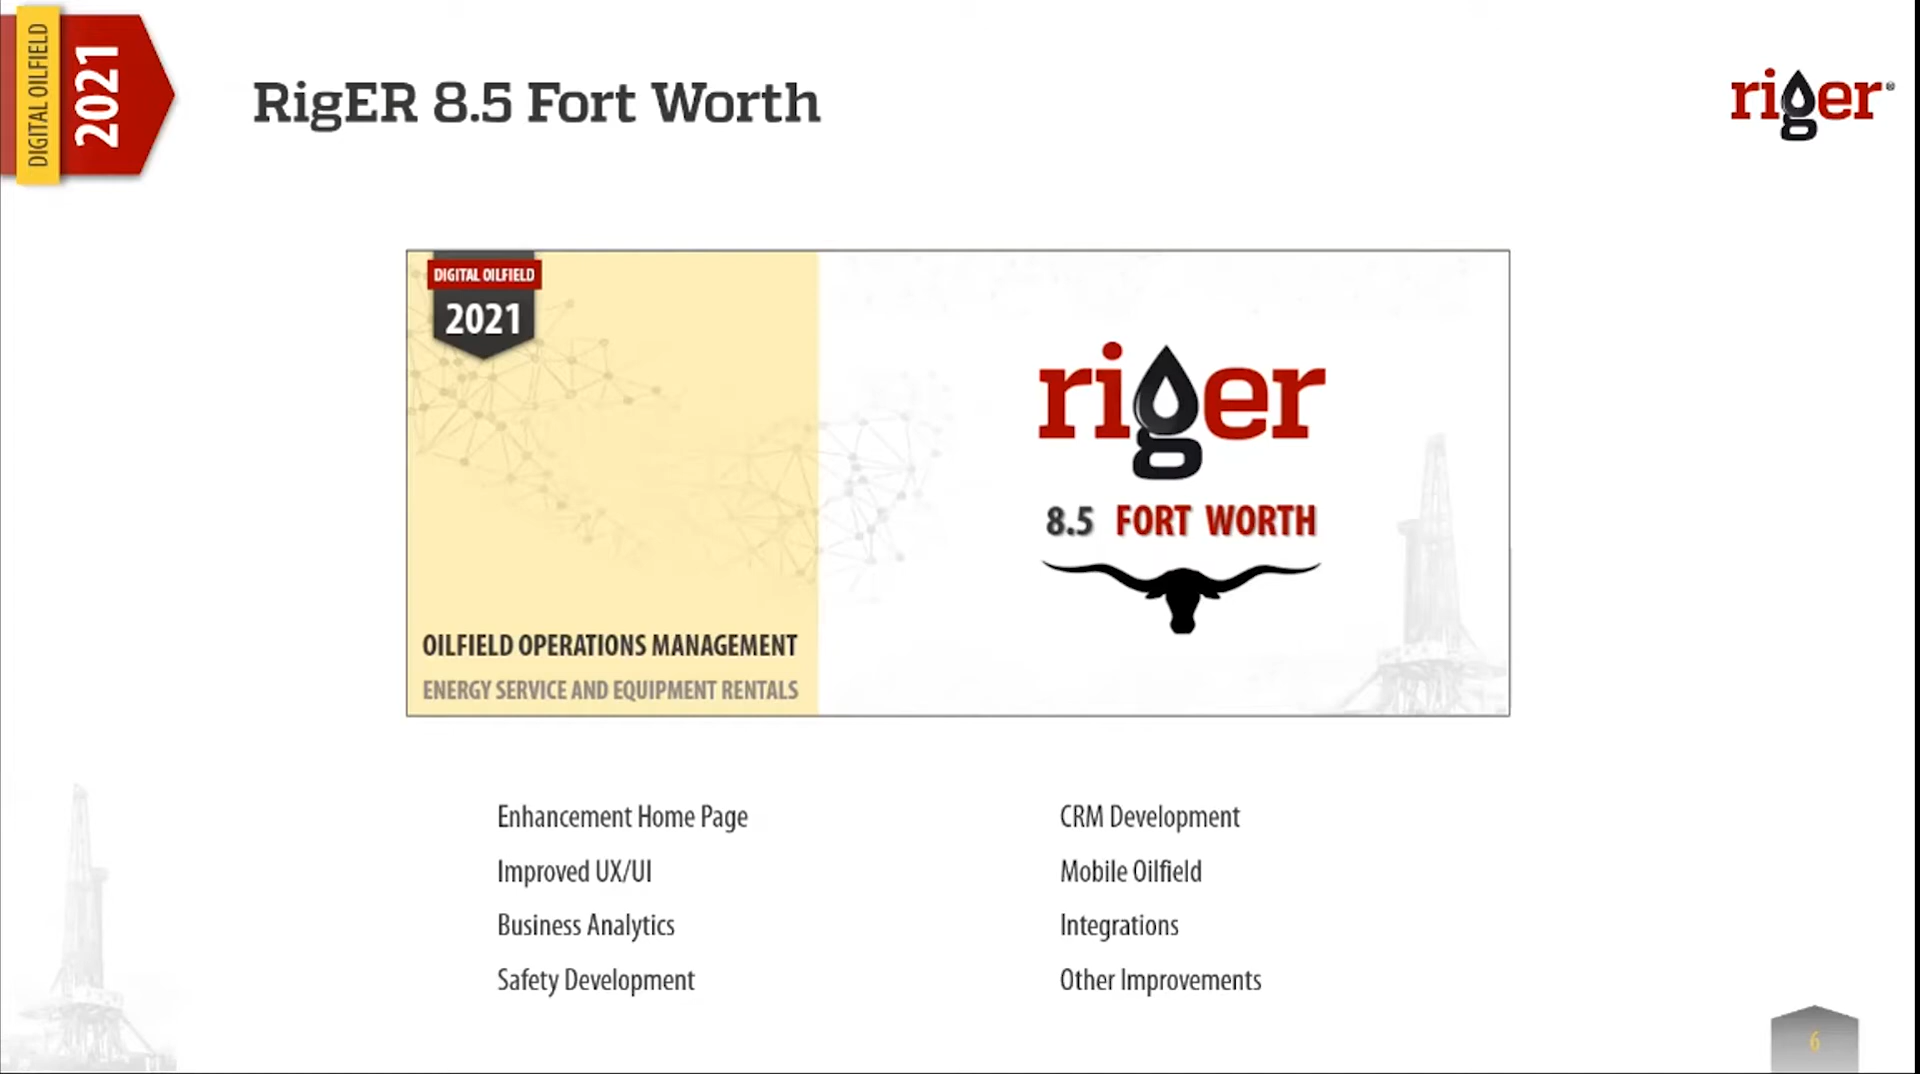 DIGITAL OILFIELD
2021
RigER 8.5 Fort Worth
riger®
DIGITAL OILFIELD
2021
OILFIELD OPERATIONS MANAGEMENT
ENERGY SERVICE AND EQUIPMENT RENTALS
riger
8.5 FORT WORTH
Enhancement Home Page
Improved UX/UI
Business Analytics
Safety Development
CRM Development
Mobile Oilfield
Integrations
Other Improvements
6